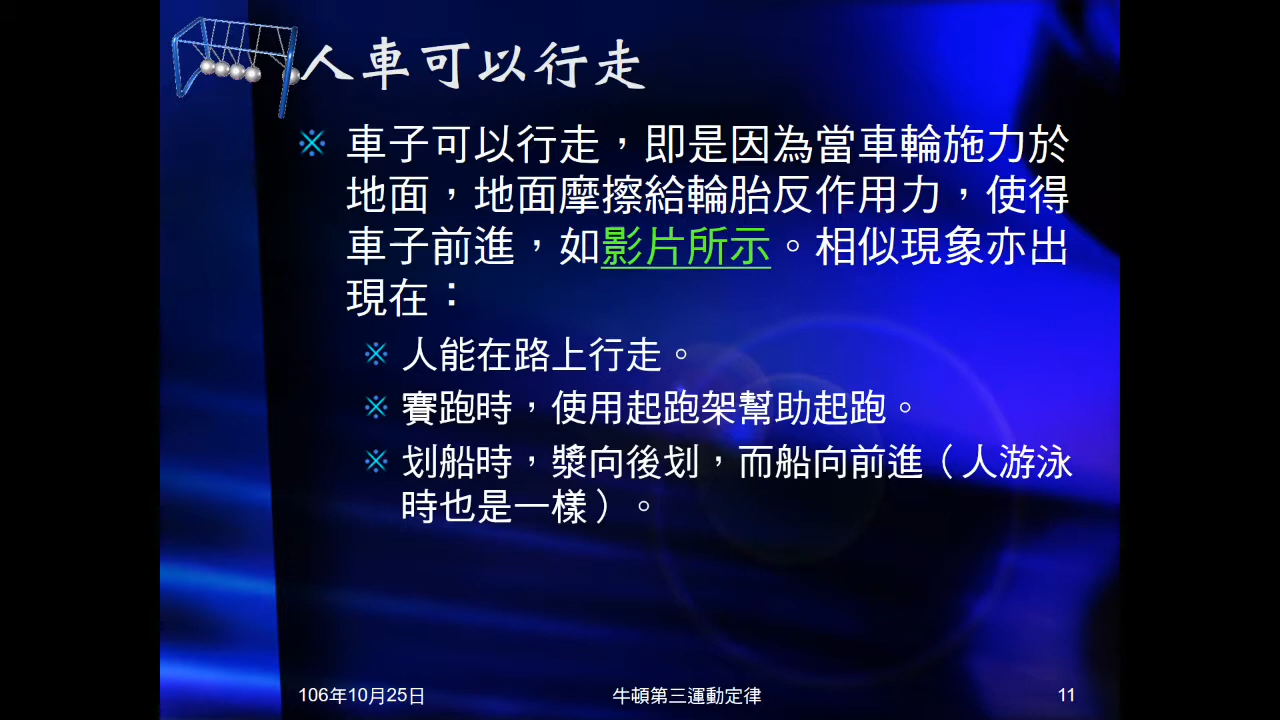 人車可以行走
※ 車子可以行走，即是因為當車輪施力於
地面，地面摩擦給輪胎反作用力，使得
車子前進，如影片所示。相似現象亦出
現在：
※ 人能在路上行走。
※ 賽跑時，使用起跑架幫助起跑。
※ 划船時，槳向後划，而船向前進（人游泳
時也是一樣）。
106年10月25日
牛頓第三運動定律
11